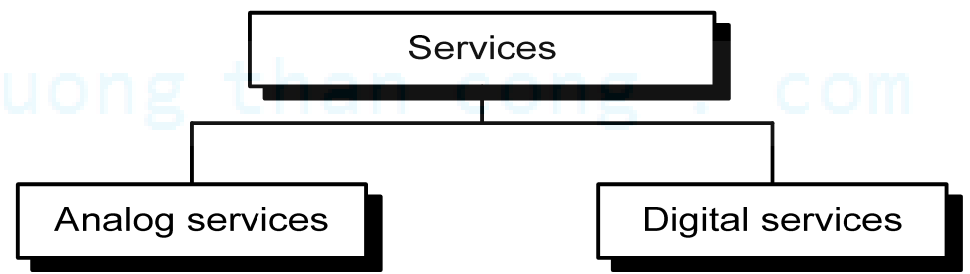 Services
uong than cong . com
Analog services
Digital services